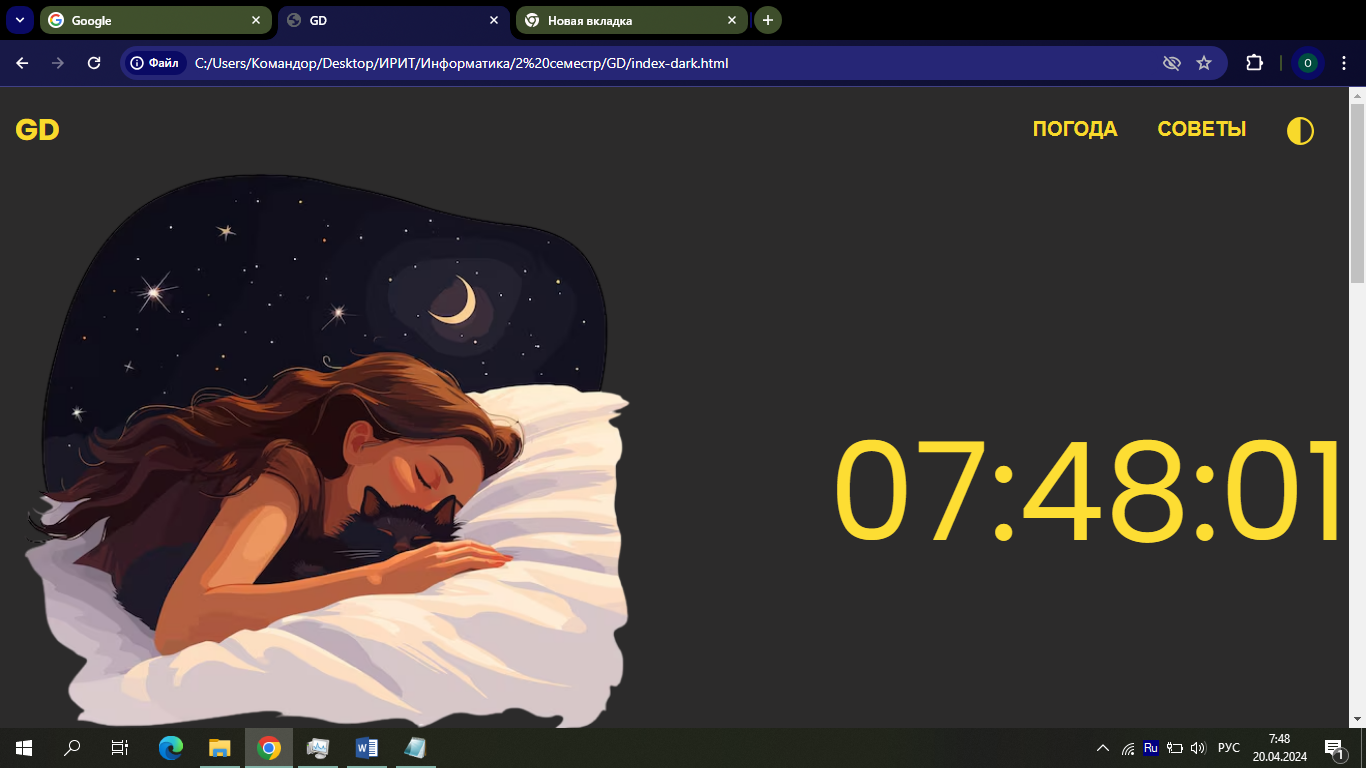 Google
GD
Новая вкладка
Файл
C:/Users/Командор/Desktop/ИРИТ/Информатика/2%20семестр/GD/index-dark.html
O
GD
ПОГОДА
СОВЕТЫ
07:48:01
Ru
РУС
7:48
20.04.2024
1